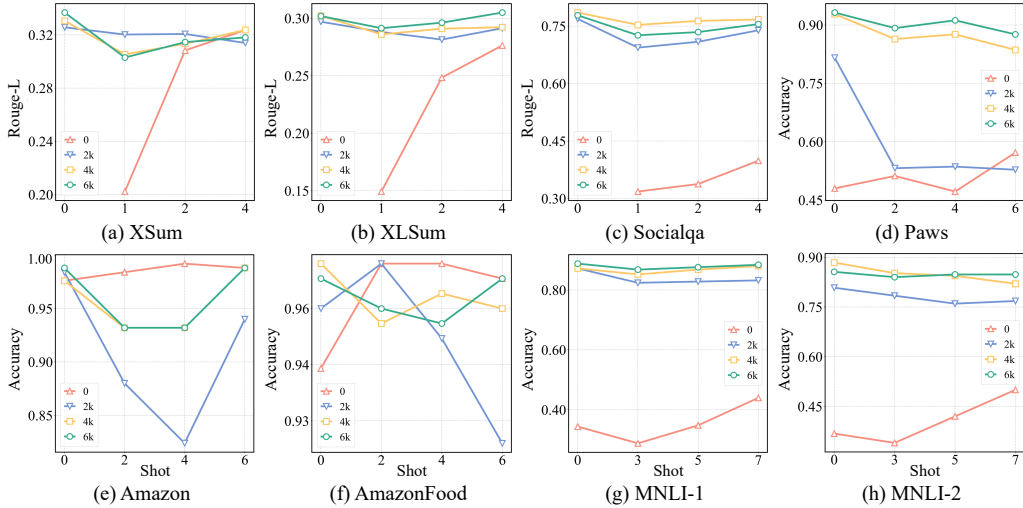 Rouge-L
0.32
0.28
0.24
0.20
0
2k
4k
6k
0 1 2 4
(a) XSum
Rouge-L
0.30
0.25
0.20
0.15
0
2k
4k
6k
0 1 2 4
(b) XLSum
Rouge-L
0.75
0.60
0.45
0.30
0
2k
4k
6k
0 1 2 4
(c) Socialqa
Accuracy
0.90
0.75
0.60
0.45
0
2k
4k
6k
0 2 4 6
(d) Paws
Accuracy
1.00
0.95
0.90
0.85
0
2k
4k
6k
0 2 4 6
Shot
(e) Amazon
Accuracy
0.96
0.94
0.93
0
2k
4k
6k
0 2 4 6
Shot
(f) AmazonFood
Accuracy
0.80
0.60
0.40
0
2k
4k
6k
0 3 5 7
Shot
(g) MNLI-1
Accuracy
0.90
0.75
0.60
0.45
0
2k
4k
6k
0 3 5 7
Shot
(h) MNLI-2